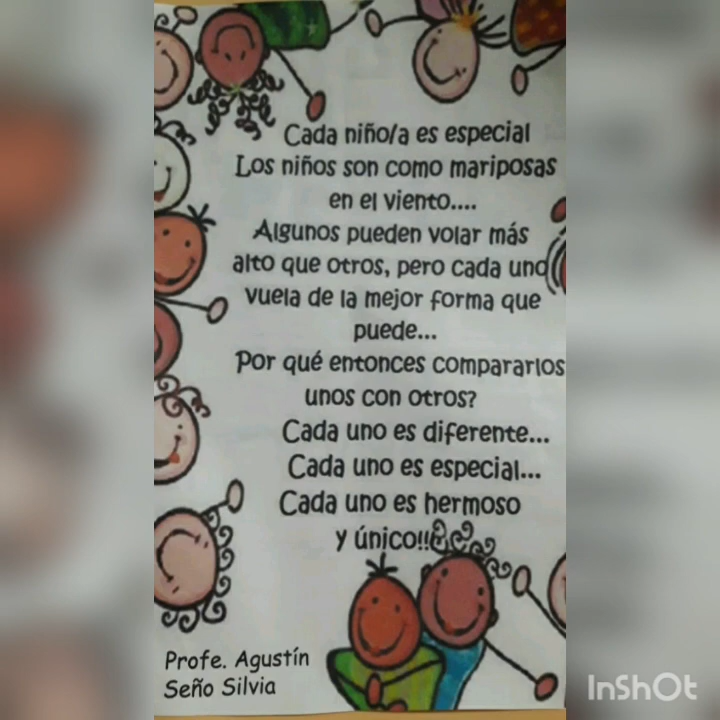 Cada niño/a es especial
Los niños son como mariposas
en el viento....
Algunos pueden volar más
alto que otros, pero cada uno
vuela de la mejor forma que
puede...
Por qué entonces compararlos
unos con otros?
Cada uno es diferente...
Cada uno es especial...
Cada uno es hermoso
y único!!
Profe. Agustín
Seño Silvia
InShOt